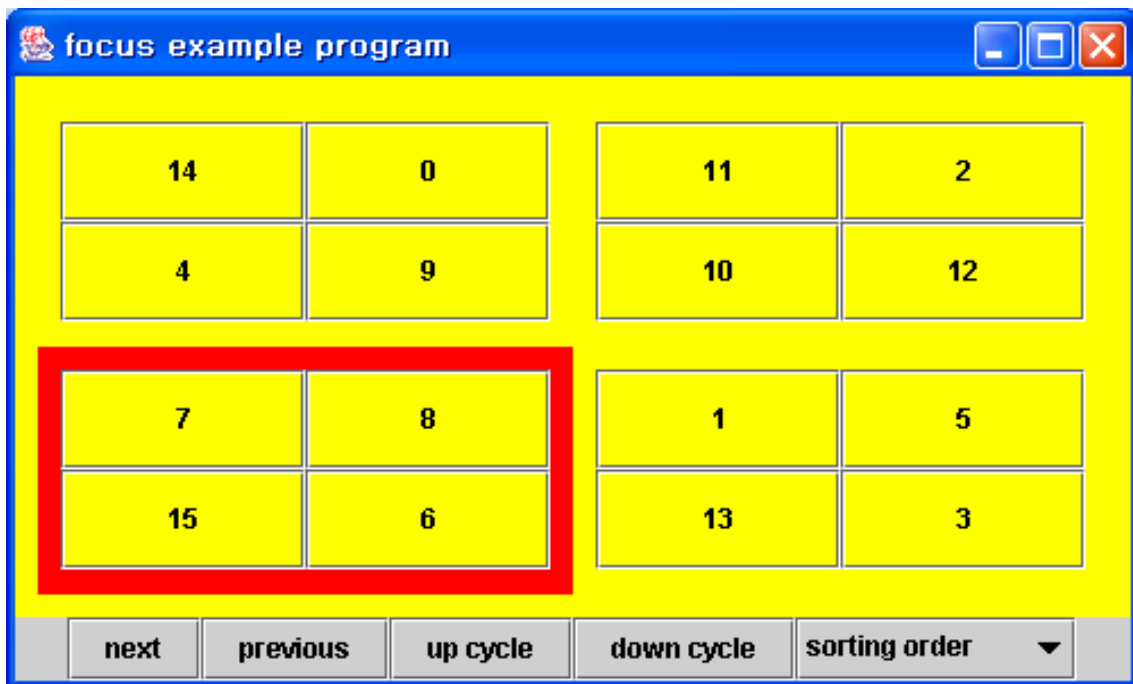 focus example program
14 0 11 2
4 9 10 12
7 8 1 5
15 6 13 3
next previous up cycle down cycle sorting order